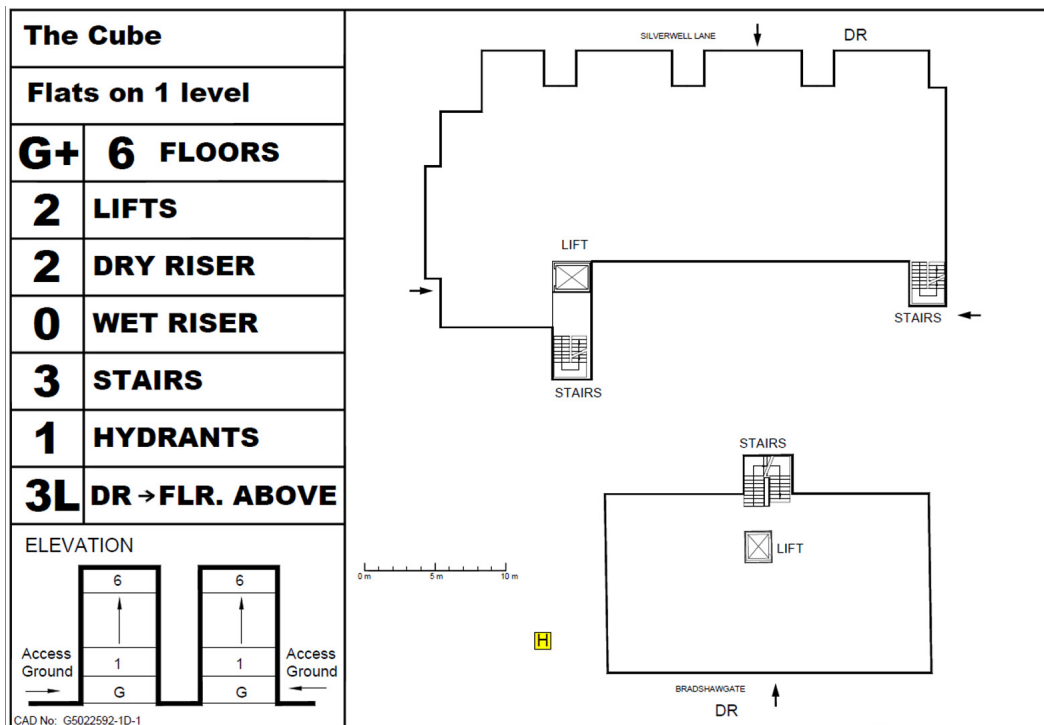 The Cube
Flats on 1 level
G+ 6 FLOORS
2 LIFTS
2 DRY RISER
0 WET RISER
3 STAIRS
1 HYDRANTS
3L DR → FLR. ABOVE
ELEVATION
6 6
Access Ground
1 1
Access Ground
G G
CAD No: G5022592-1D-1
SILVERWELL LANE
DR
LIFT
STAIRS
STAIRS
STAIRS
LIFT
0 m 5 m 10 m
H
BRADSHAWGATE
DR